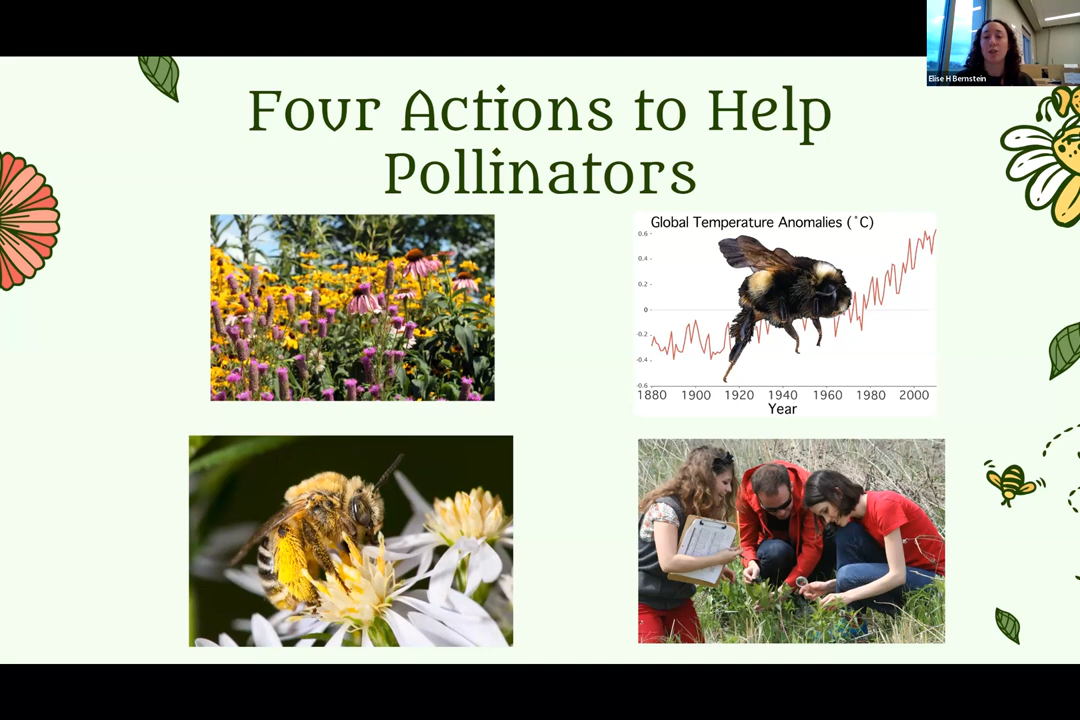 Elise H Bernstein
Four Actions to Help
Pollinators
Global Temperature Anomalies (˚C)
0.6
0.4
0.2
0
-0.2
-0.4
-0.6
1880 1900 1920 1940 1960 1980 2000
Year